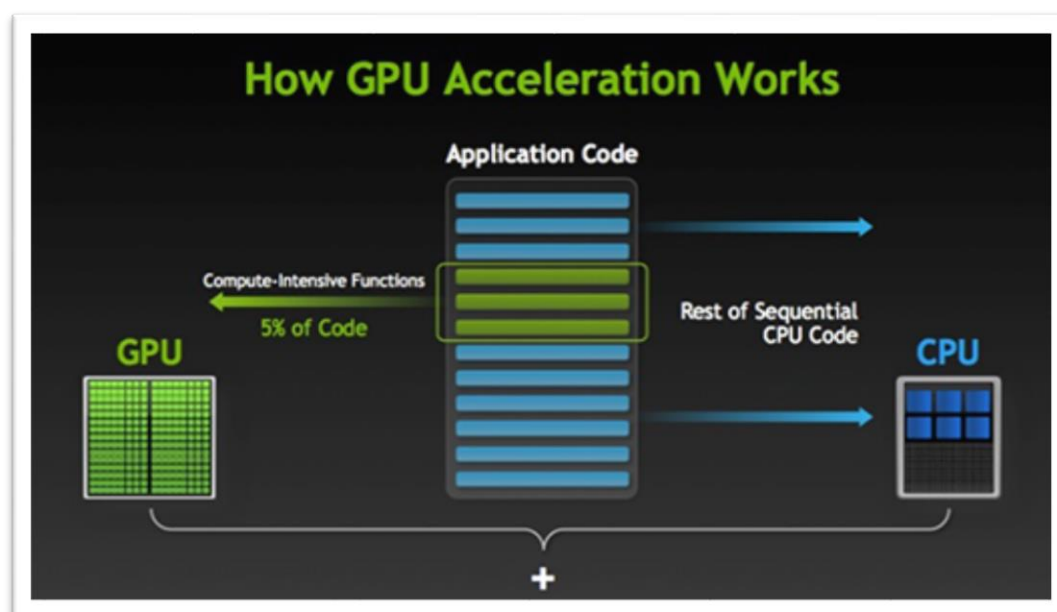 How GPU Acceleration Works
Application Code
Compute-Intensive Functions
5% of Code
Rest of Sequential
CPU Code
GPU
CPU
+